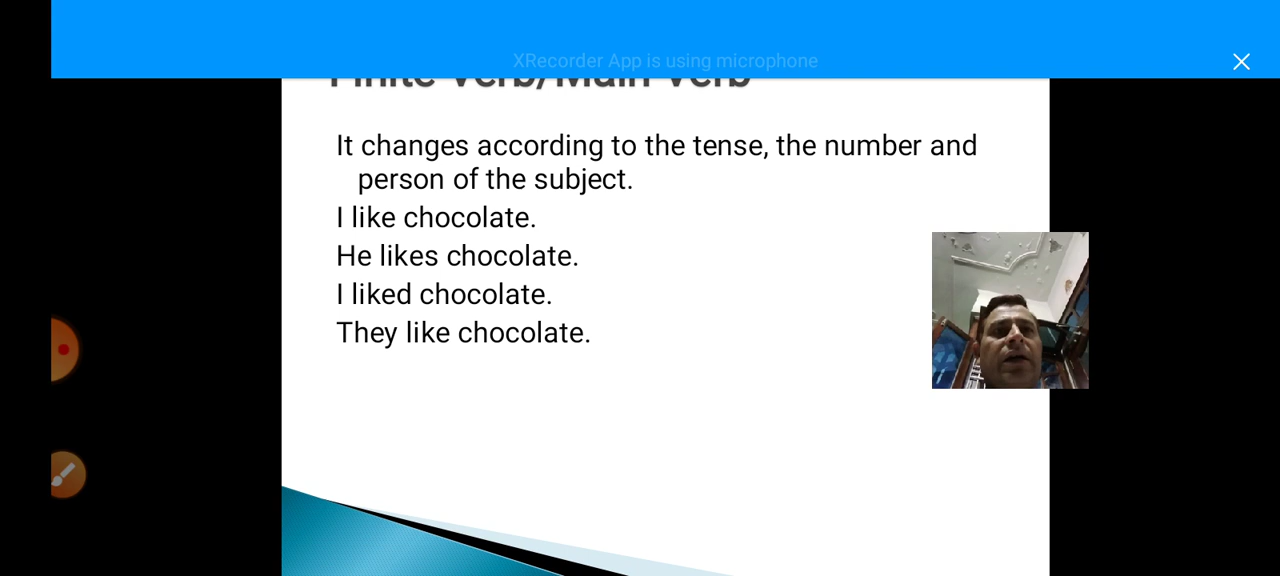 XRecorder App is using microphone
Finite Verb/Main Verb
It changes according to the tense, the number and
person of the subject.
I like chocolate.
He likes chocolate.
I liked chocolate.
They like chocolate.